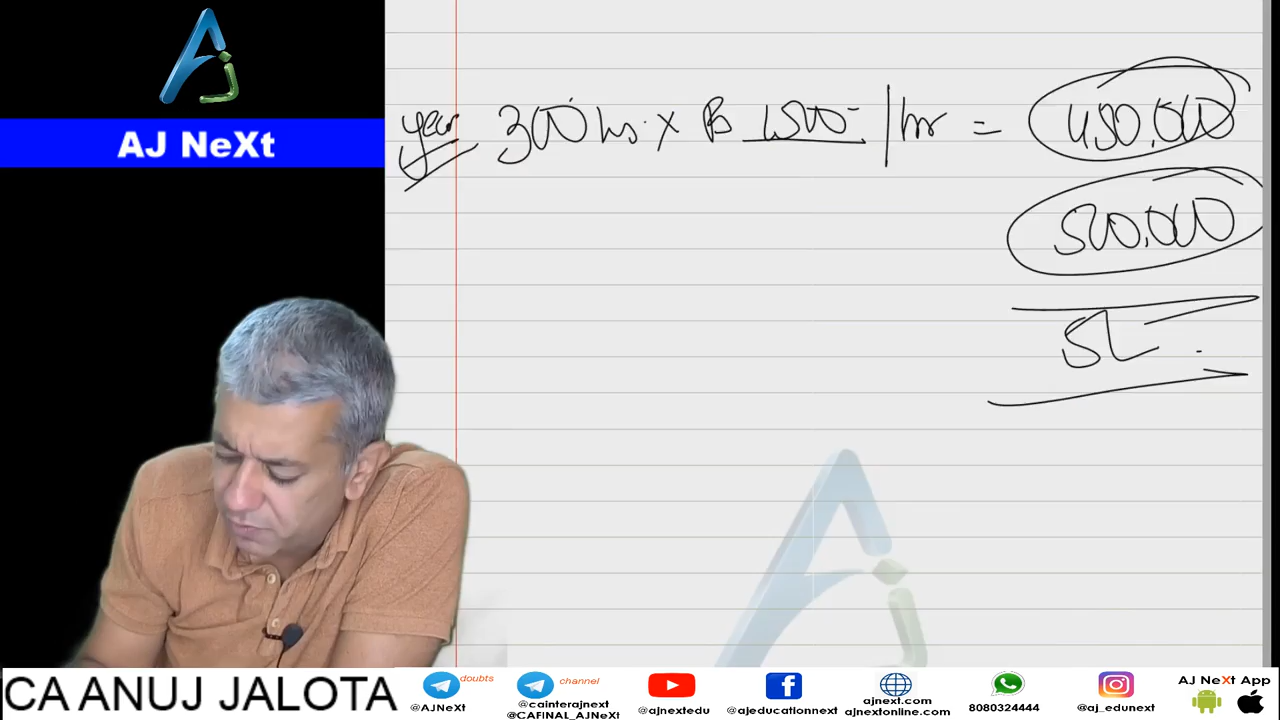 AJ NeXt
year 300 hs. x Rs 1500/- | hr = 450,000
500,000
5L
CA ANUJ JALOTA
doubts
@AJNeXt
channel
@cainterajnext
@CAFINAL_AJNeXt
@ajnextedu
@ajeducationnext
ajnext.com
ajnextonline.com
8080324444
@aj_edunext
AJ NeXt App